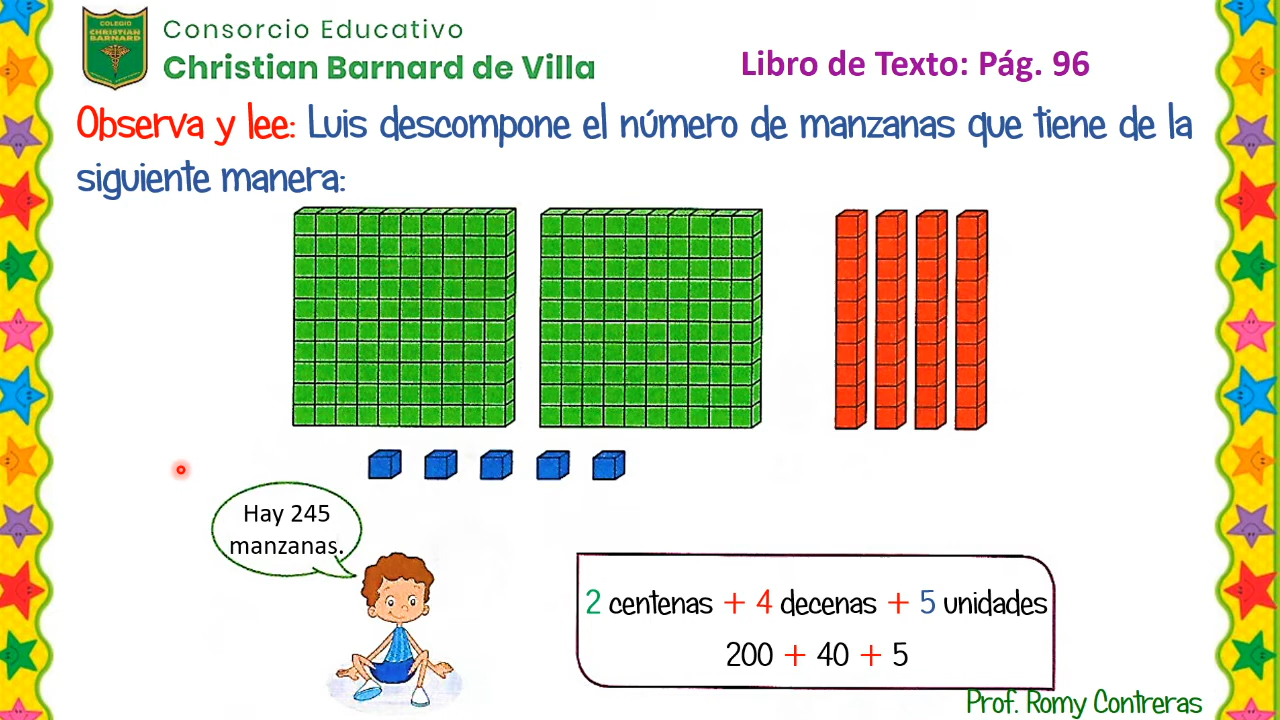 COLEGIO
CHRISTIAN
BARNARD
Consorcio Educativo
Christian Barnard de Villa
Libro de Texto: Pág. 96
Observa y lee: Luis descompone el número de manzanas que tiene de la
siguiente manera:
Hay 245
manzanas.
2 centenas + 4 decenas + 5 unidades
200 + 40 + 5
Prof. Romy Contreras